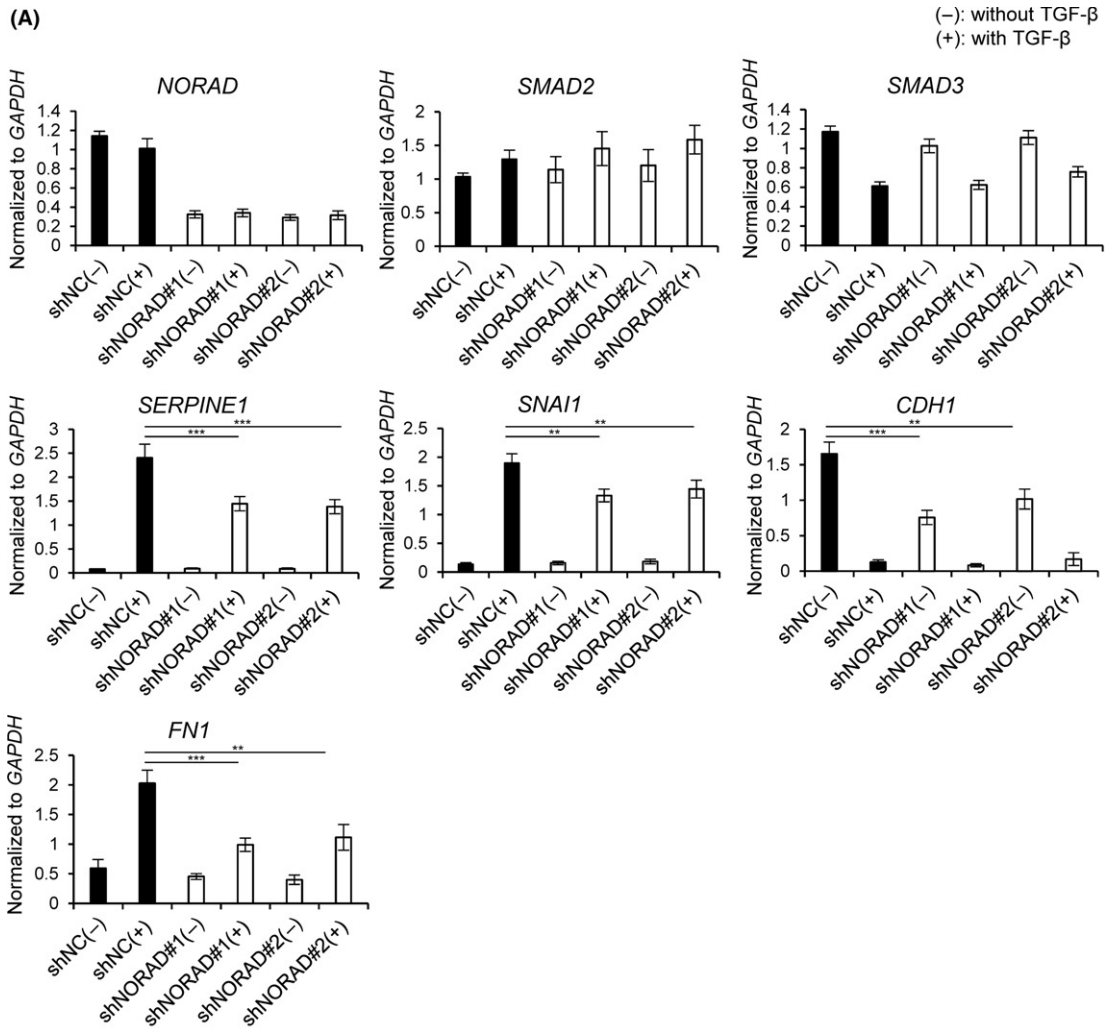 (A)
(–): without TGF-β
(+): with TGF-β
NORAD
Normalized to GAPDH
1.4
1.2
1
0.8
0.6
0.4
0.2
0
shNC(–)
shNC(+)
shNORAD#1(–)
shNORAD#1(+)
shNORAD#2(–)
shNORAD#2(+)
SMAD2
Normalized to GAPDH
2
1.5
1
0.5
0
shNC(–)
shNC(+)
shNORAD#1(–)
shNORAD#1(+)
shNORAD#2(–)
shNORAD#2(+)
SMAD3
Normalized to GAPDH
1.4
1.2
1
0.8
0.6
0.4
0.2
0
shNC(–)
shNC(+)
shNORAD#1(–)
shNORAD#1(+)
shNORAD#2(–)
shNORAD#2(+)
SERPINE1
Normalized to GAPDH
3
2.5
2
1.5
1
0.5
0
***
***
shNC(–)
shNC(+)
shNORAD#1(–)
shNORAD#1(+)
shNORAD#2(–)
shNORAD#2(+)
SNAI1
Normalized to GAPDH
2.5
2
1.5
1
0.5
0
**
**
shNC(–)
shNC(+)
shNORAD#1(–)
shNORAD#1(+)
shNORAD#2(–)
shNORAD#2(+)
CDH1
Normalized to GAPDH
2
1.5
1
0.5
0
**
***
shNC(–)
shNC(+)
shNORAD#1(–)
shNORAD#1(+)
shNORAD#2(–)
shNORAD#2(+)
FN1
Normalized to GAPDH
2.5
2
1.5
1
0.5
0
**
***
shNC(–)
shNC(+)
shNORAD#1(–)
shNORAD#1(+)
shNORAD#2(–)
shNORAD#2(+)